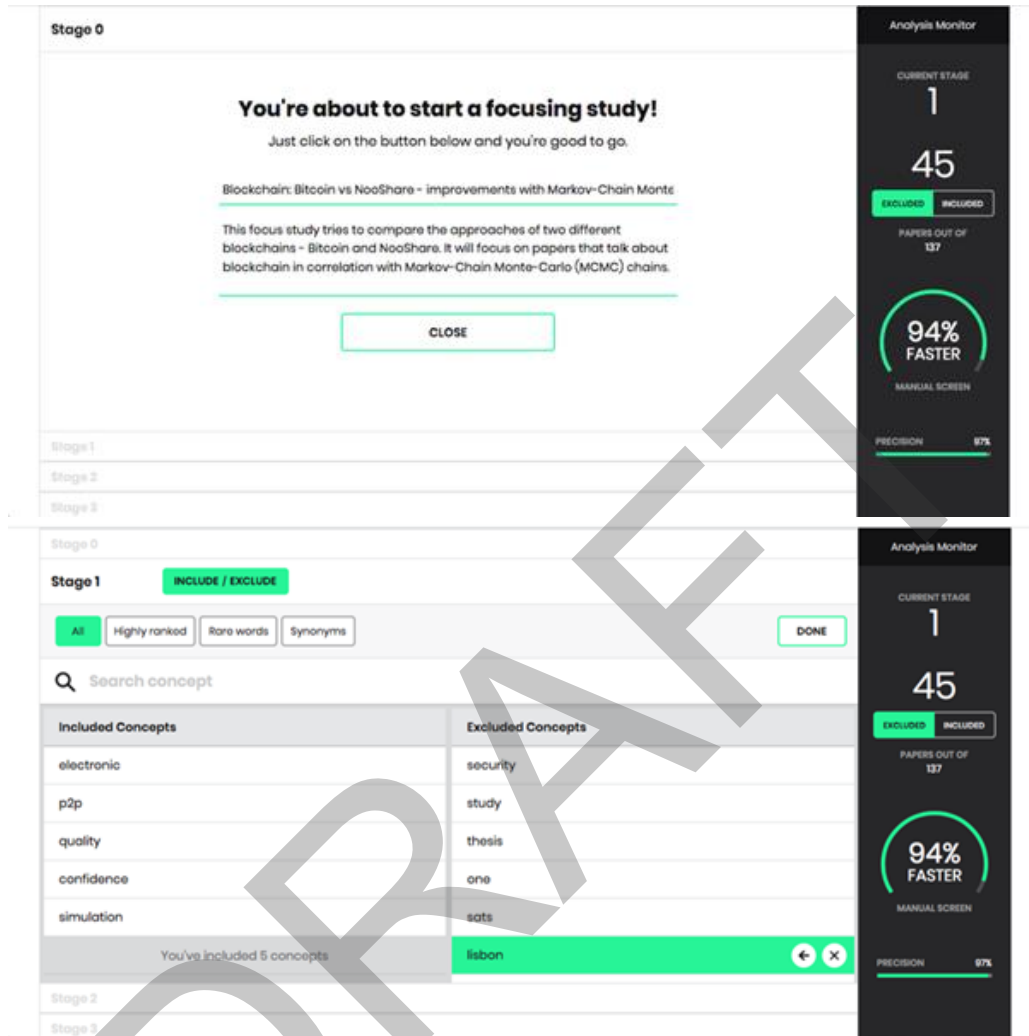 Stage 0
You're about to start a focusing study!
Just click on the button below and you're good to go.
Blockchain: Bitcoin vs NooShare - improvements with Markov-Chain Monte
This focus study tries to compare the approaches of two different
blockchains - Bitcoin and NooShare. It will focus on papers that talk about
blockchain in correlation with Markov-Chain Monte-Carlo (MCMC) chains.
CLOSE
Stage 1
Stage 2
Stage 3
Analysis Monitor
CURRENT STAGE
1
45
EXCLUDED INCLUDED
PAPERS OUT OF
137
94%
FASTER
MANUAL SCREEN
PRECISION 97%
Stage 0
Stage 1 INCLUDE / EXCLUDE
All Highly ranked Rare words Synonyms DONE
Search concept
Included Concepts Excluded Concepts
electronic security
p2p study
quality thesis
confidence one
simulation sats
You've included 5 concepts lisbon
Stage 2
Stage 3
Analysis Monitor
CURRENT STAGE
1
45
EXCLUDED INCLUDED
PAPERS OUT OF
137
94%
FASTER
MANUAL SCREEN
PRECISION 97%
DRAFT